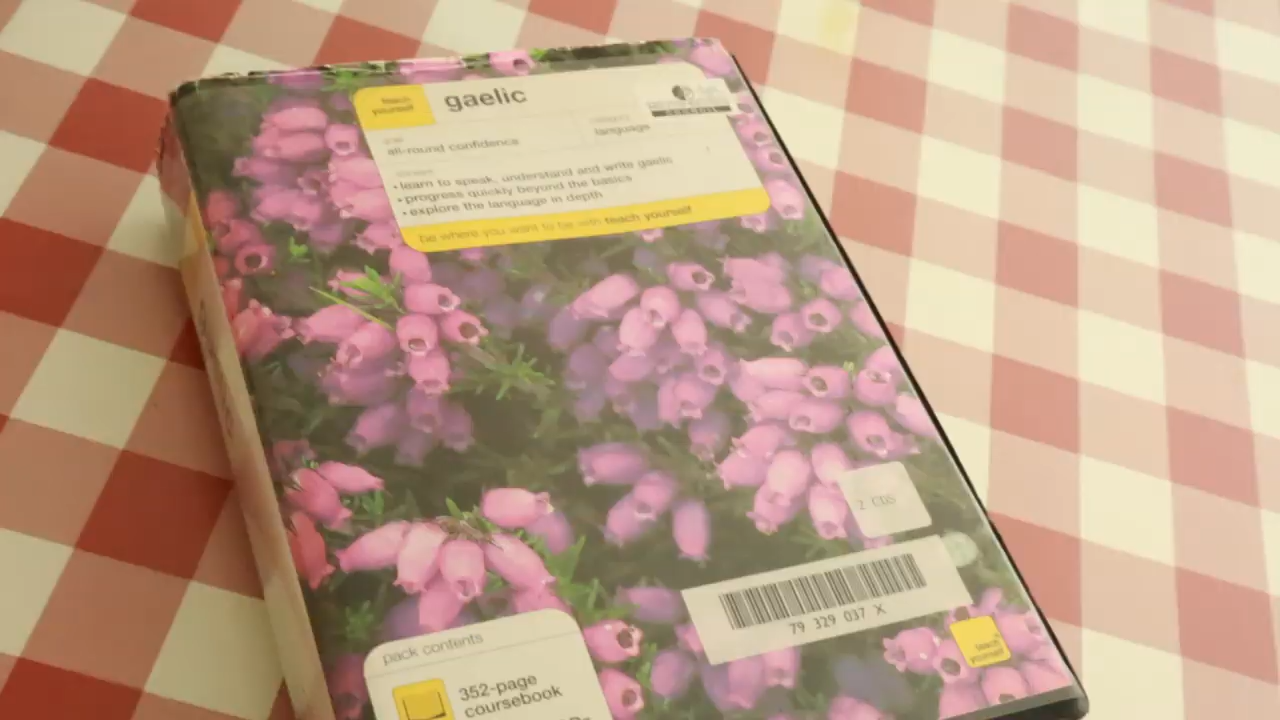 teach
yourself
gaelic
COUNCIL
all-round confidence
language
• learn to speak, understand and write gaelic
• progress quickly beyond the basics
• explore the language in depth
be where you want to be with teach yourself
2 CDS
79 329 037 X
teach
yourself
pack contents
352-page
coursebook